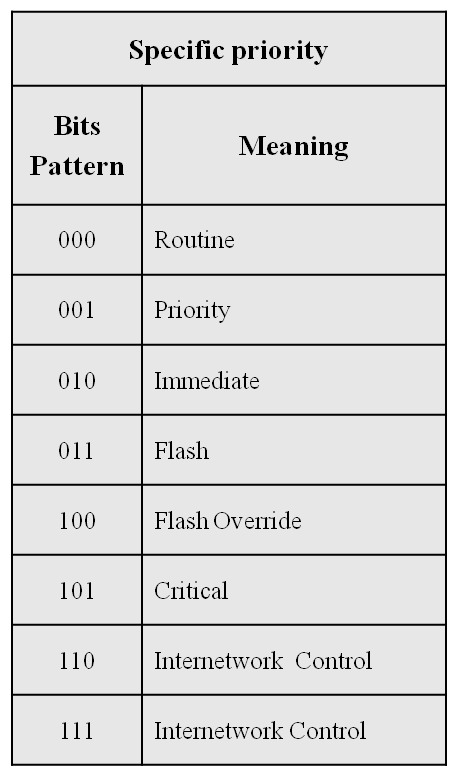 Specific priority
Bits
Pattern
Meaning
000 Routine
001 Priority
010 Immediate
011 Flash
100 Flash Override
101 Critical
110 Internetwork  Control
111 Internetwork Control